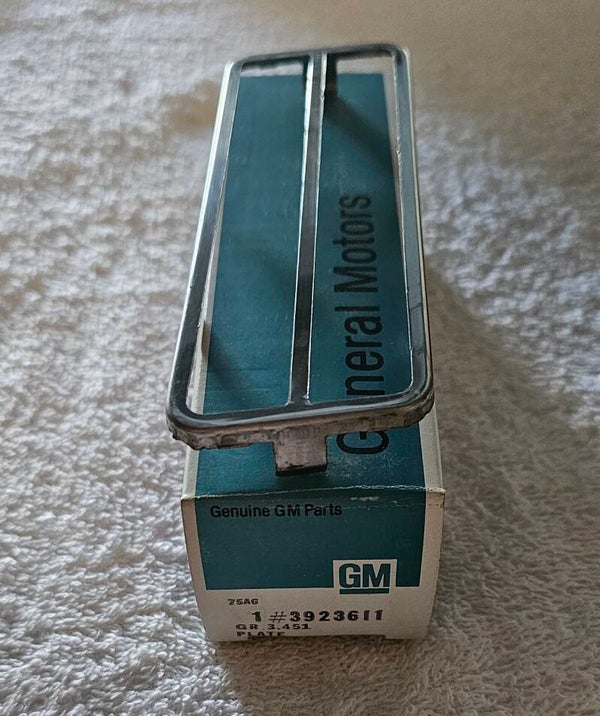 General Motors
Genuine GM Parts
GM
75AG
1 #3923611
GR 3.451
PLATE